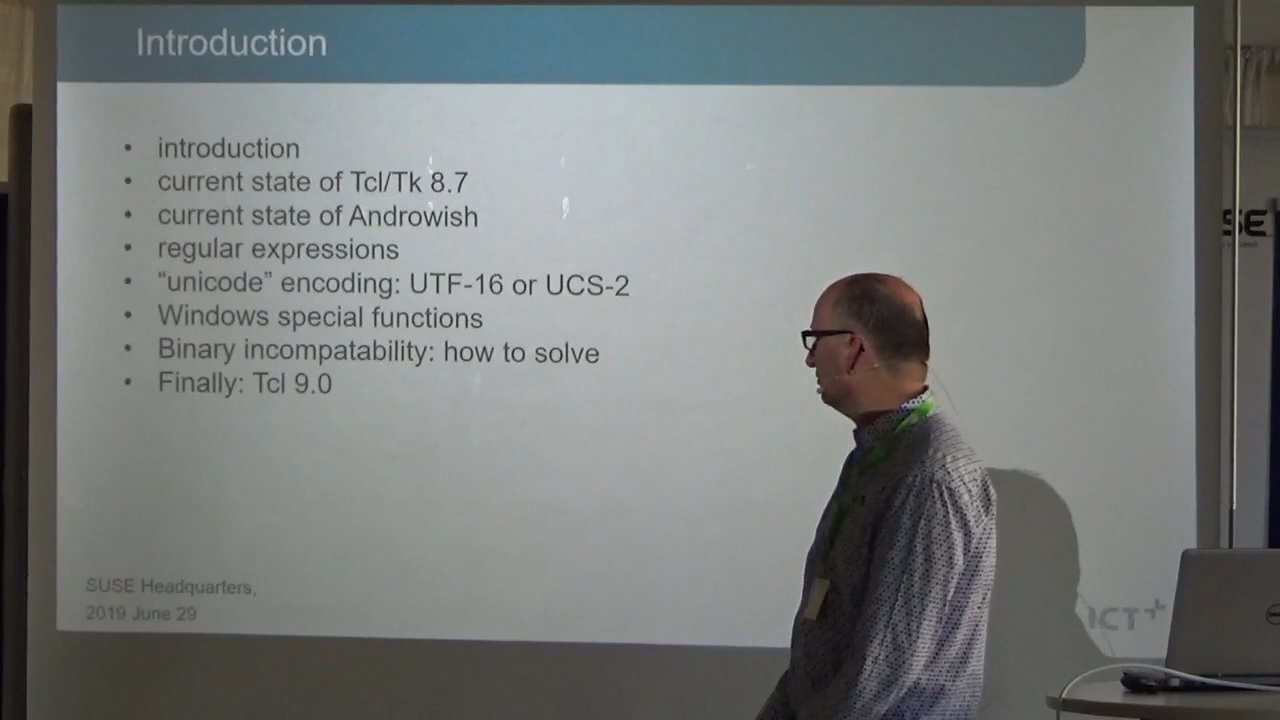 Introduction
• introduction
• current state of Tcl/Tk 8.7
• current state of Androwish
• regular expressions
• “unicode” encoding: UTF-16 or UCS-2
• Windows special functions
• Binary incompatability: how to solve
• Finally: Tcl 9.0
SUSE Headquarters,
2019 June 29
ICT+
SE